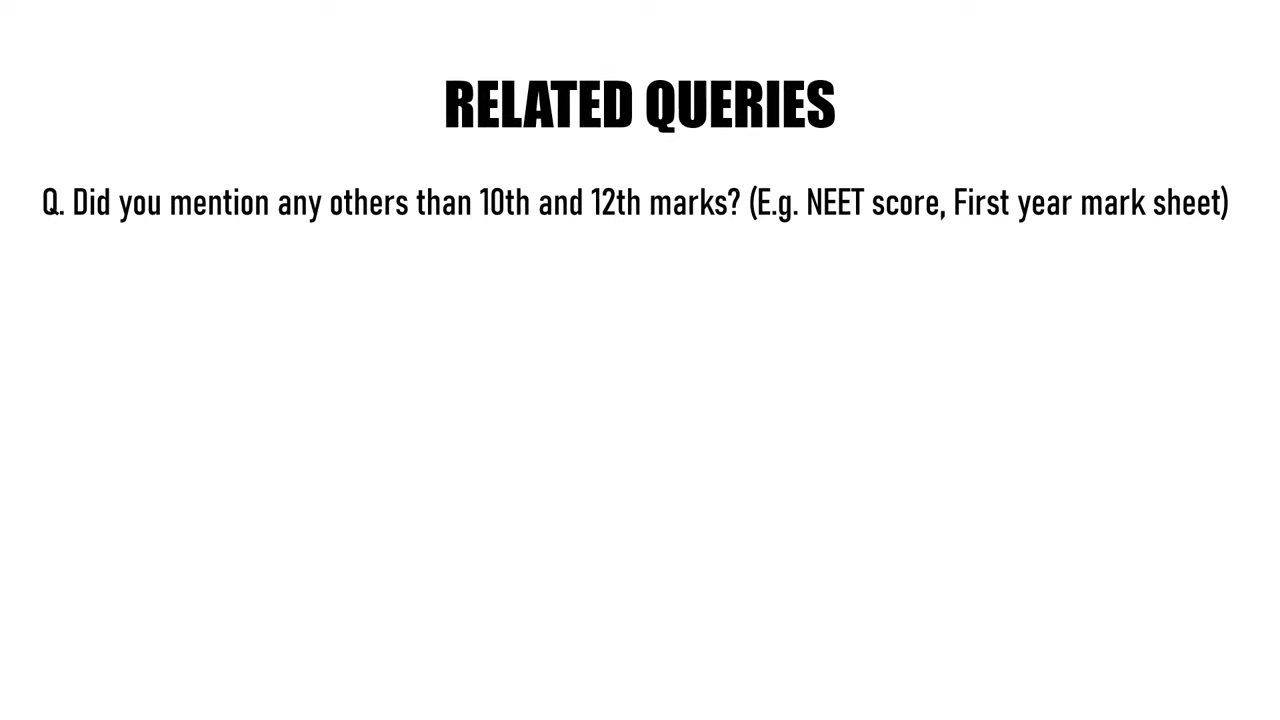 RELATED QUERIES
Q. Did you mention any others than 10th and 12th marks? (E.g. NEET score, First year mark sheet)